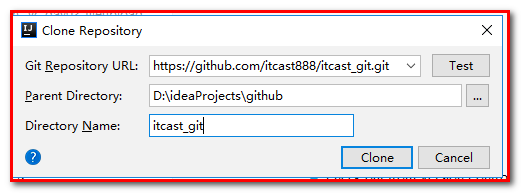 Clone Repository
Git Repository URL: https://github.com/itcast888/itcast_git.git Test
Parent Directory: D:\ideaProjects\github ...
Directory Name: itcast_git
? Clone Cancel